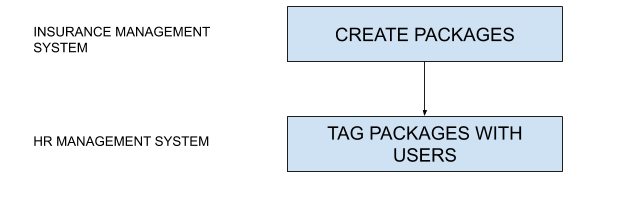 INSURANCE MANAGEMENT
SYSTEM
CREATE PACKAGES
HR MANAGEMENT SYSTEM
TAG PACKAGES WITH
USERS